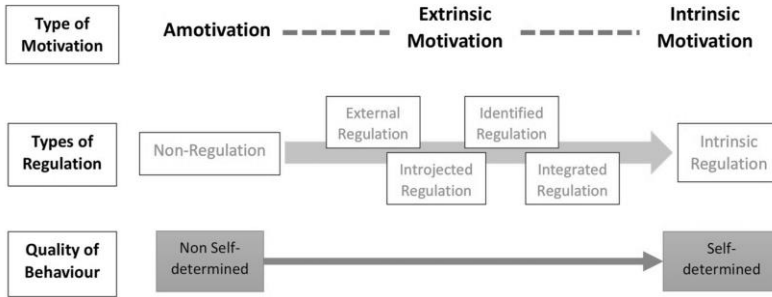 Type of
Motivation
Amotivation
Extrinsic
Motivation
Intrinsic
Motivation
Types of
Regulation
Non-Regulation
External
Regulation
Introjected
Regulation
Identified
Regulation
Integrated
Regulation
Intrinsic
Regulation
Quality of
Behaviour
Non Self-
determined
Self-
determined